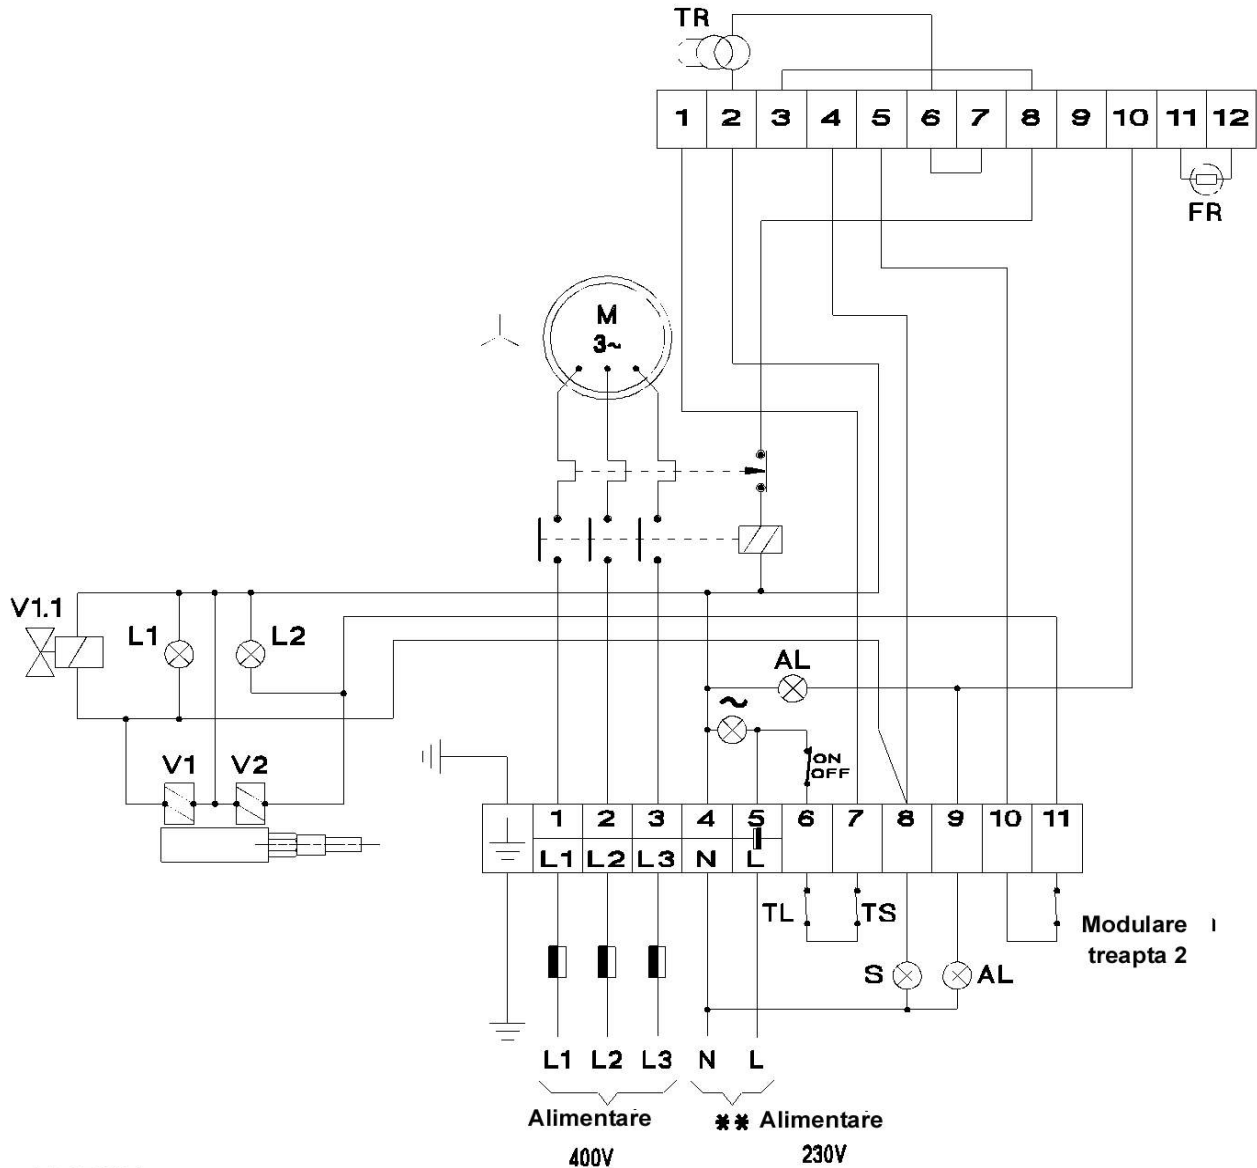 TR
1 2 3 4 5 6 7 8 9 10 11 12
FR
M
3~
V1.1
L1
L2
AL
~
V1
V2
ON
OFF
1 2 3 4 5 6 7 8 9 10 11
L1 L2 L3 N L
TL
TS
Modulare
treapta 2
S
AL
L1 L2 L3 N L
Alimentare
400V
** Alimentare
230V